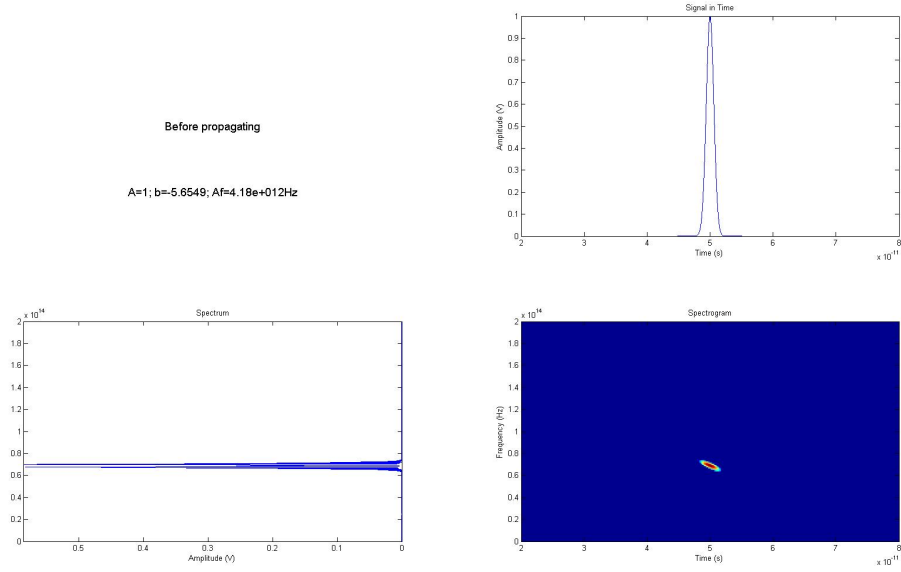 Before propagating
A=1; b=-5.6549; Af=4.18e+012Hz
Signal in Time
1
0.9
0.8
0.7
0.6
0.5
0.4
0.3
0.2
0.1
0
Amplitude (V)
2 3 4 5 6 7 8
Time (s)
x 10^-11
Spectrum
x 10^14
2
1.8
1.6
1.4
1.2
1
0.8
0.6
0.4
0.2
0
0.5 0.4 0.3 0.2 0.1 0
Amplitude (V)
Spectrogram
x 10^14
2
1.8
1.6
1.4
1.2
1
0.8
0.6
0.4
0.2
0
Frequency (Hz)
2 3 4 5 6 7 8
Time (s)
x 10^-11